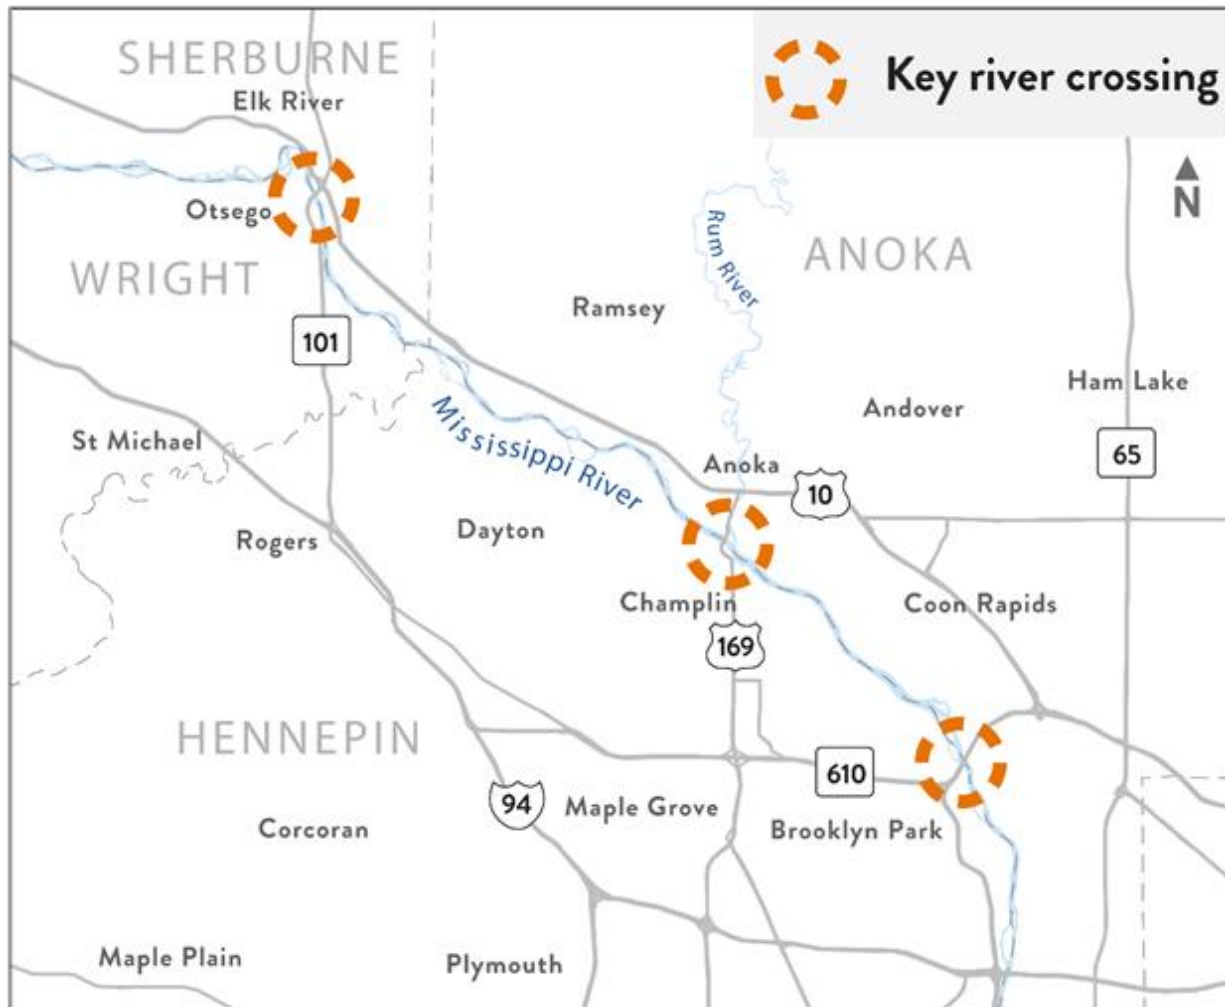 SHERBURNE
Key river crossing
Elk River
N
Otsego
Rum River
WRIGHT
ANOKA
Ramsey
101
Ham Lake
Mississippi River
Andover
St Michael
65
Anoka
10
Rogers
Dayton
Champlin
Coon Rapids
169
HENNEPIN
610
94
Maple Grove
Corcoran
Brooklyn Park
Maple Plain
Plymouth